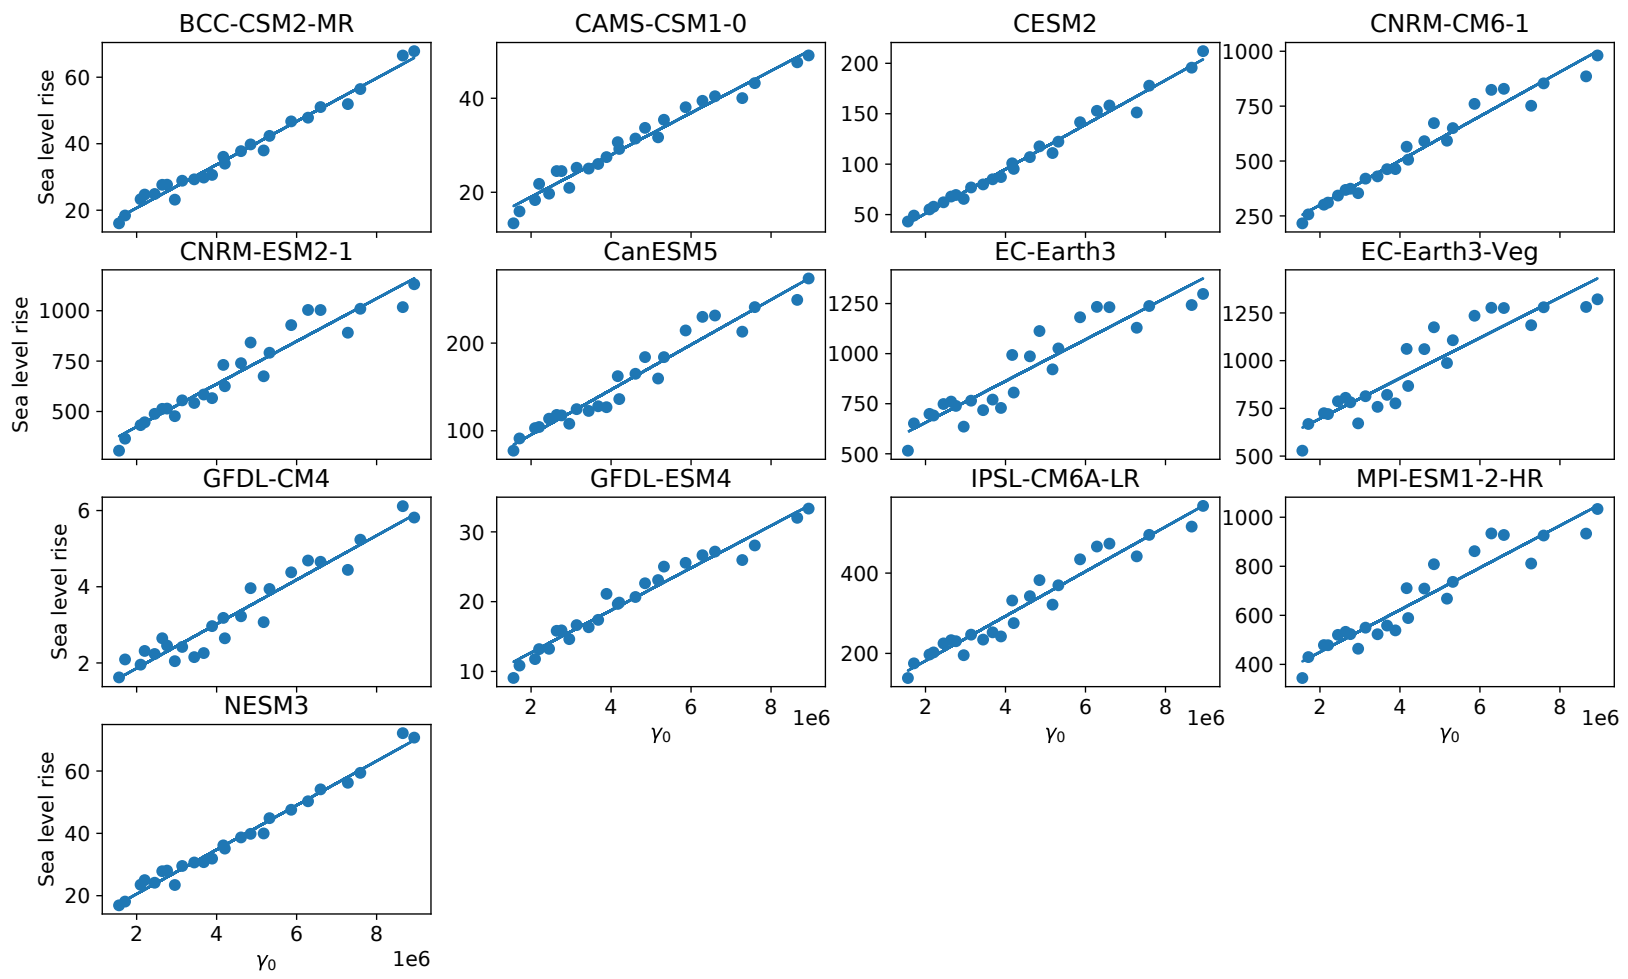 BCC-CSM2-MR
CAMS-CSM1-0
CESM2
CNRM-CM6-1
Sea level rise
60
40
20
40
20
200
150
100
50
1000
750
500
250
CNRM-ESM2-1
CanESM5
EC-Earth3
EC-Earth3-Veg
Sea level rise
1000
750
500
200
100
1250
1000
750
500
1250
1000
750
500
GFDL-CM4
GFDL-ESM4
IPSL-CM6A-LR
MPI-ESM1-2-HR
Sea level rise
6
4
2
30
20
10
400
200
1000
800
600
400
2 4 6 8
1e6
γ₀
2 4 6 8
1e6
γ₀
2 4 6 8
1e6
γ₀
NESM3
Sea level rise
60
40
20
2 4 6 8
1e6
γ₀